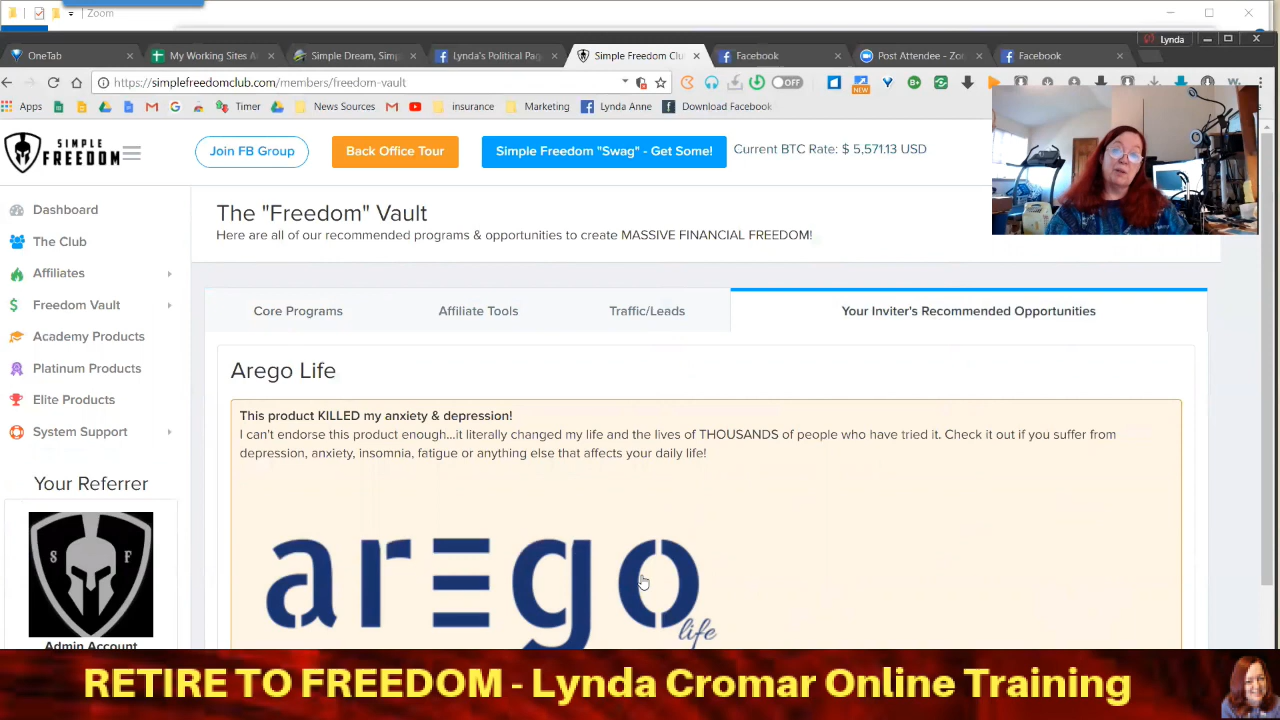 Zoom
Lynda
OneTab
My Working Sites A
Simple Dream, Simp
Lynda's Political Pag
Simple Freedom Clu
Facebook
Post Attendee - Zoo
Facebook
https://simplefreedomclub.com/members/freedom-vault
OFF
NEW
Apps
Timer
News Sources
insurance
Marketing
Lynda Anne
Download Facebook
SIMPLE
FREEDOM
Join FB Group
Back Office Tour
Simple Freedom "Swag" - Get Some!
Current BTC Rate: $ 5,571.13 USD
Dashboard
The Club
Affiliates
Freedom Vault
Academy Products
Platinum Products
Elite Products
System Support
Your Referrer
S F
Admin Account
The "Freedom" Vault
Here are all of our recommended programs & opportunities to create MASSIVE FINANCIAL FREEDOM!
Core Programs
Affiliate Tools
Traffic/Leads
Your Inviter's Recommended Opportunities
Arego Life
This product KILLED my anxiety & depression!
I can't endorse this product enough...it literally changed my life and the lives of THOUSANDS of people who have tried it. Check it out if you suffer from
depression, anxiety, insomnia, fatigue or anything else that affects your daily life!
arego
life
RETIRE TO FREEDOM - Lynda Cromar Online Training